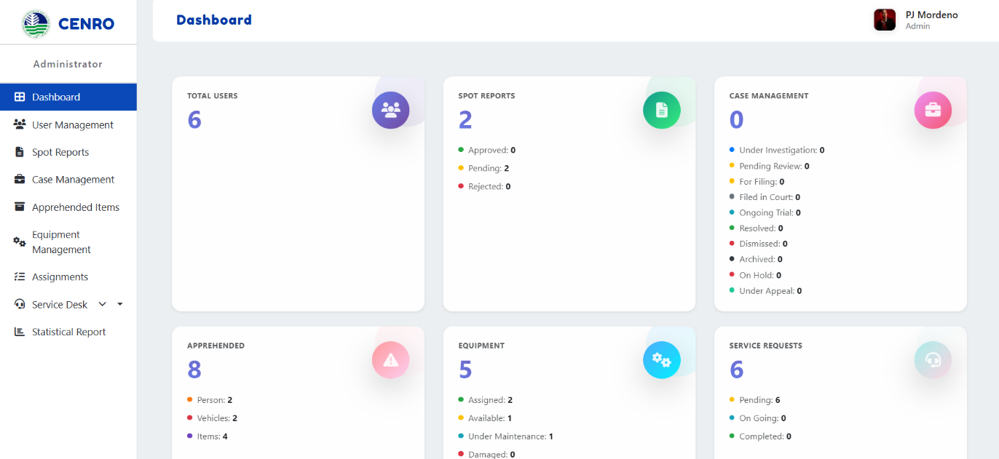 CENRO
Administrator
Dashboard
User Management
Spot Reports
Case Management
Apprehended Items
Equipment
Management
Assignments
Service Desk
Statistical Report
Dashboard
PJ Mordeno
Admin
TOTAL USERS
6
SPOT REPORTS
2
Approved: 0
Pending: 2
Rejected: 0
CASE MANAGEMENT
0
Under Investigation: 0
Pending Review: 0
For Filing: 0
Filed in Court: 0
Ongoing Trial: 0
Resolved: 0
Dismissed: 0
Archived: 0
On Hold: 0
Under Appeal: 0
APPREHENDED
8
Person: 2
Vehicles: 2
Items: 4
EQUIPMENT
5
Assigned: 2
Available: 1
Under Maintenance: 1
Damaged: 0
SERVICE REQUESTS
6
Pending: 6
On Going: 0
Completed: 0